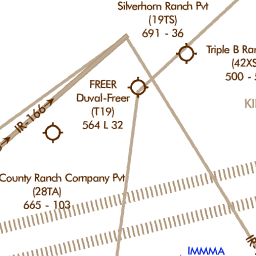 Silverhorn Ranch Pvt
(19TS)
691 - 36
Triple B Ran
(42XS
500 - 5
FREER
Duval-Freer
(T19)
564 L 32
KI
IR-166
County Ranch Company Pvt
(28TA)
665 - 103
IMMMA